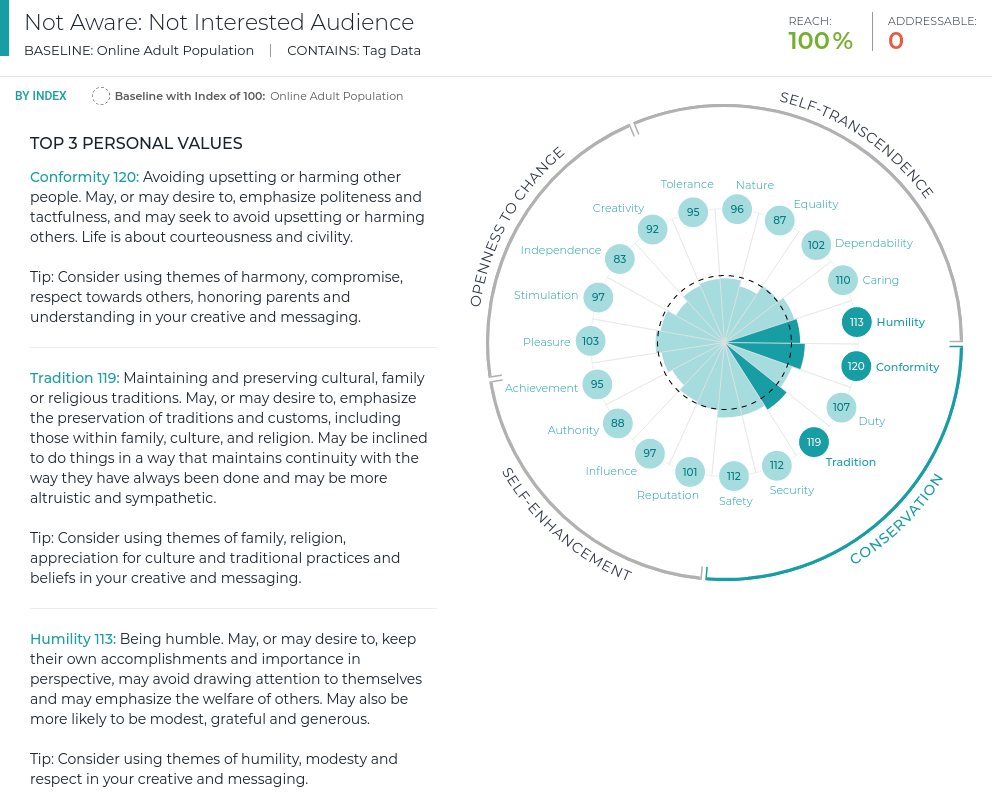 Not Aware: Not Interested Audience
BASELINE: Online Adult Population | CONTAINS: Tag Data
REACH:
100%
ADDRESSABLE:
0
BY INDEX
Baseline with Index of 100: Online Adult Population
TOP 3 PERSONAL VALUES
Conformity 120: Avoiding upsetting or harming other
people. May, or may desire to, emphasize politeness and
tactfulness, and may seek to avoid upsetting or harming
others. Life is about courteousness and civility.
Tip: Consider using themes of harmony, compromise,
respect towards others, honoring parents and
understanding in your creative and messaging.
Tradition 119: Maintaining and preserving cultural, family
or religious traditions. May, or may desire to, emphasize
the preservation of traditions and customs, including
those within family, culture, and religion. May be inclined
to do things in a way that maintains continuity with the
way they have always been done and may be more
altruistic and sympathetic.
Tip: Consider using themes of family, religion,
appreciation for culture and traditional practices and
beliefs in your creative and messaging.
Humility 113: Being humble. May, or may desire to, keep
their own accomplishments and importance in
perspective, may avoid drawing attention to themselves
and may emphasize the welfare of others. May also be
more likely to be modest, grateful and generous.
Tip: Consider using themes of humility, modesty and
respect in your creative and messaging.
SELF-TRANSCENDENCE
Nature 96
Equality 87
Dependability 102
Caring 110
Humility 113
CONSERVATION
Conformity 120
Duty 107
Tradition 119
Security 112
Safety 112
SELF-ENHANCEMENT
Reputation 101
Influence 97
Authority 88
Achievement 95
OPENNESS TO CHANGE
Pleasure 103
Stimulation 97
Independence 83
Creativity 92
Tolerance 95